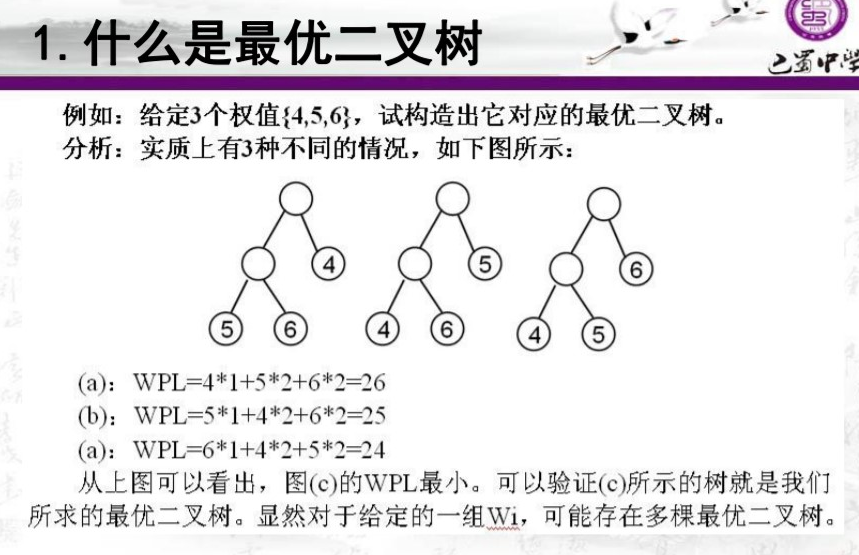 1.什么是最优二叉树
巴蜀中学
例如：给定3个权值{4,5,6}，试构造出它对应的最优二叉树。
分析：实质上有3种不同的情况，如下图所示：
4
5 6
5
4 6
6
4 5
(a)：WPL=4*1+5*2+6*2=26
(b)：WPL=5*1+4*2+6*2=25
(a)：WPL=6*1+4*2+5*2=24
从上图可以看出，图(c)的WPL最小。可以验证(c)所示的树就是我们
所求的最优二叉树。显然对于给定的一组Wi，可能存在多棵最优二叉树。